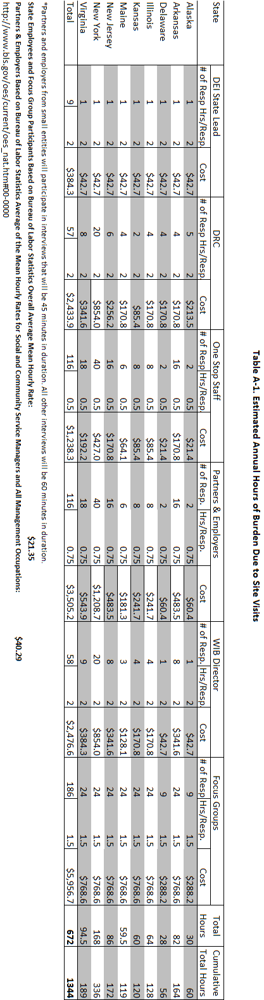 Table A-1. Estimated Annual Hours of Burden Due to Site Visits
State DEI State Lead DRC One Stop Staff Partners & Employers WIB Director Focus Groups Total Hours Cumulative Total Hours
# of Resp Hrs/Resp. Cost # of Resp Hrs/Resp. Cost # of Resp Hrs/Resp. Cost # of Resp. Hrs/Resp. Cost # of Resp. Hrs/Resp. Cost # of Resp Hrs/Resp. Cost
Alaska 1 2 $42.7 5 2 $213.5 2 0.5 $21.4 2 0.75 $60.4 1 2 $42.7 9 1.5 $288.2 30 60
Arkansas 1 2 $42.7 4 2 $170.8 16 0.5 $170.8 16 0.75 $483.5 8 2 $341.6 24 1.5 $768.6 82 164
Delaware 1 2 $42.7 4 2 $170.8 2 0.5 $21.4 2 0.75 $60.4 1 2 $42.7 9 1.5 $288.2 28 56
Illinois 1 2 $42.7 4 2 $170.8 8 0.5 $85.4 8 0.75 $241.7 4 2 $170.8 24 1.5 $768.6 64 128
Kansas 1 2 $42.7 2 2 $85.4 8 0.5 $85.4 8 0.75 $241.7 4 2 $170.8 24 1.5 $768.6 60 120
Maine 1 2 $42.7 4 2 $170.8 6 0.5 $64.1 6 0.75 $181.3 3 2 $128.1 24 1.5 $768.6 59.5 119
New Jersey 1 2 $42.7 6 2 $256.2 16 0.5 $170.8 16 0.75 $483.5 8 2 $341.6 24 1.5 $768.6 86 172
New York 1 2 $42.7 20 2 $854.0 40 0.5 $427.0 40 0.75 $1,208.7 20 2 $854.0 24 1.5 $768.6 168 336
Virginia 1 2 $42.7 8 2 $341.6 18 0.5 $192.2 18 0.75 $543.9 9 2 $384.3 24 1.5 $768.6 94.5 189
Total 9 2 $384.3 57 2 $2,433.9 116 0.5 $1,238.3 116 0.75 $3,505.2 58 2 $2,476.6 186 1.5 $5,956.7 672 1344
*Partners and employers from small entities will participate in interviews that will be 45 minutes in duration. All other interviews will be 60 minutes in duration.
State Employees and Focus Group Participants Based on Bureau of Labor Statistics Overall Average Mean Hourly Rate: $21.35
Partners & Employers Based on Bureau of Labor Statistics Average of the Mean Hourly Rates for Social and Community Service Managers and All Management Occupations: $40.29
http://www.bls.gov/oes/current/oes_nat.htm#00-0000